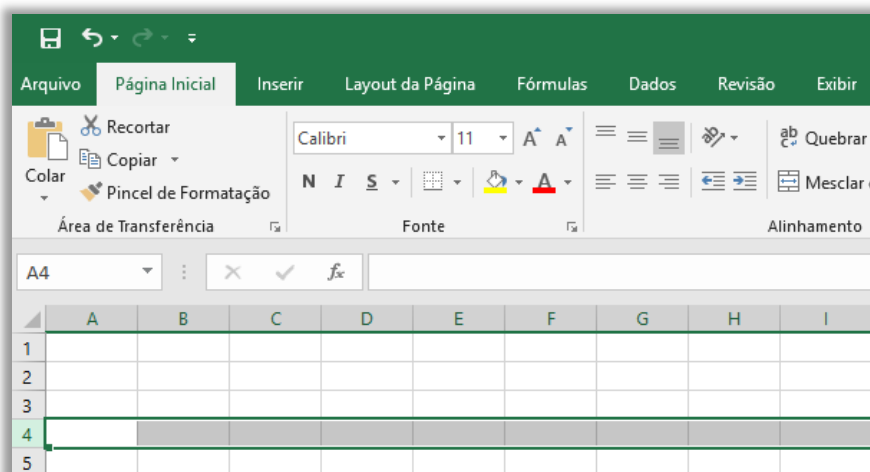 Arquivo Página Inicial Inserir Layout da Página Fórmulas Dados Revisão Exibir
Recortar
Copiar
Pincel de Formatação
Colar
Área de Transferência
Calibri 11 A A
N I S A
Fonte
ab
c Quebrar
Mesclar
Alinhamento
A4 fx
A B C D E F G H I
1
2
3
4
5